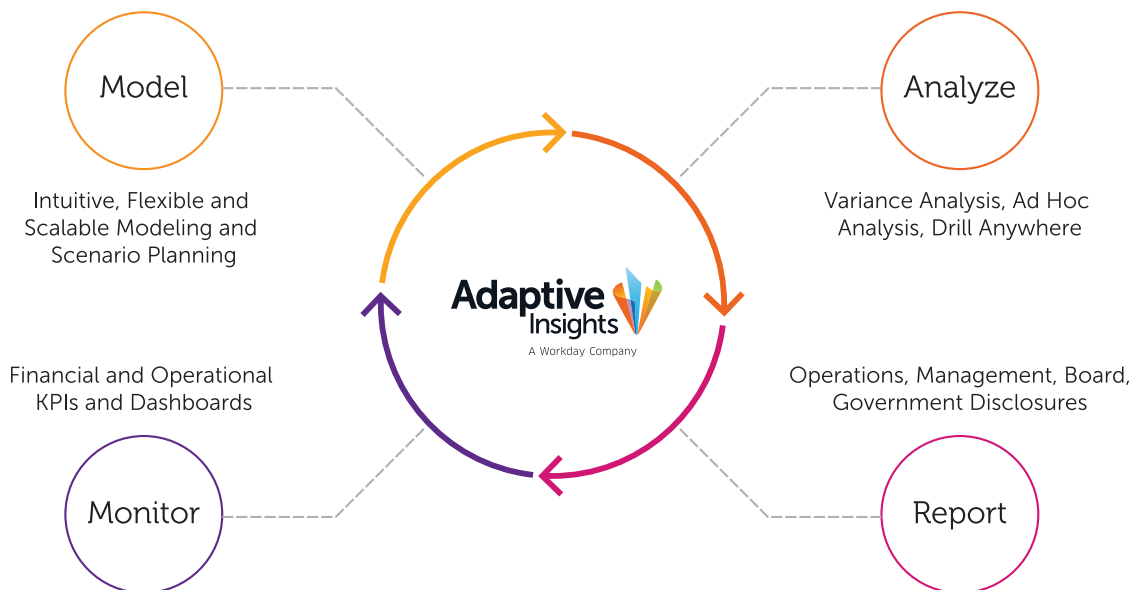 Model
Intuitive, Flexible and
Scalable Modeling and
Scenario Planning
Analyze
Variance Analysis, Ad Hoc
Analysis, Drill Anywhere
Adaptive
Insights
A Workday Company
Financial and Operational
KPIs and Dashboards
Monitor
Operations, Management, Board,
Government Disclosures
Report